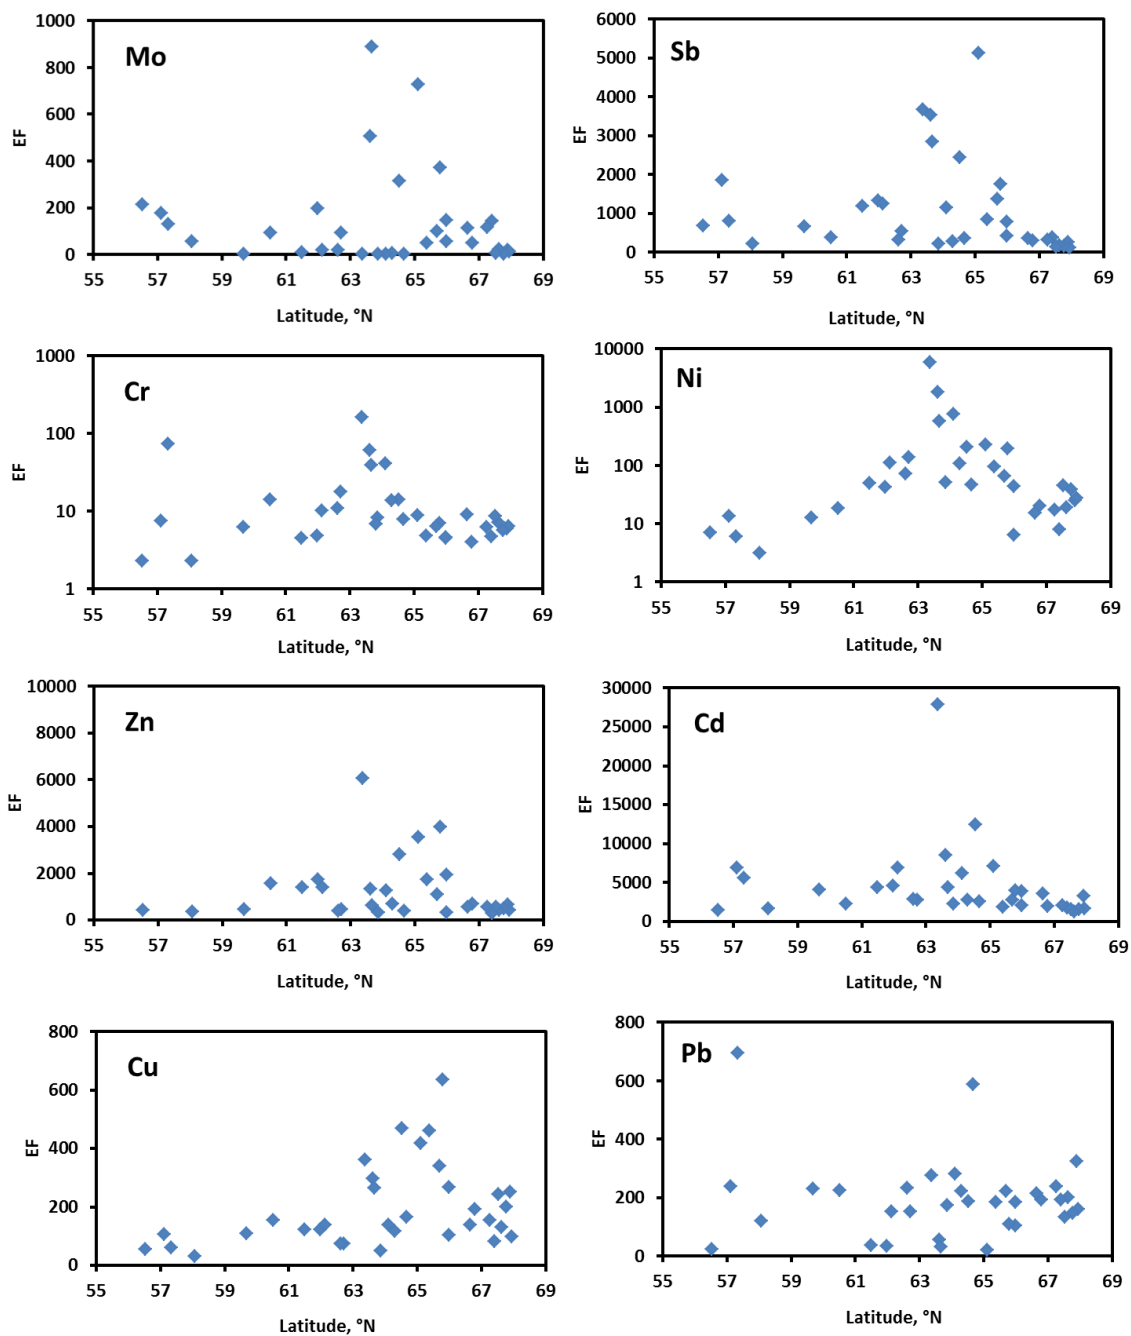 Mo
1000
800
600
400
200
0
EF
55 57 59 61 63 65 67 69
Latitude, °N
Sb
6000
5000
4000
3000
2000
1000
0
EF
55 57 59 61 63 65 67 69
Latitude, °N
Cr
1000
100
10
1
EF
55 57 59 61 63 65 67 69
Latitude, °N
Ni
10000
1000
100
10
1
EF
55 57 59 61 63 65 67 69
Latitude, °N
Zn
10000
8000
6000
4000
2000
0
EF
55 57 59 61 63 65 67 69
Latitude, °N
Cd
30000
25000
20000
15000
10000
5000
0
EF
55 57 59 61 63 65 67 69
Latitude, °N
Cu
800
600
400
200
0
EF
55 57 59 61 63 65 67 69
Latitude, °N
Pb
800
600
400
200
0
EF
55 57 59 61 63 65 67 69
Latitude, °N